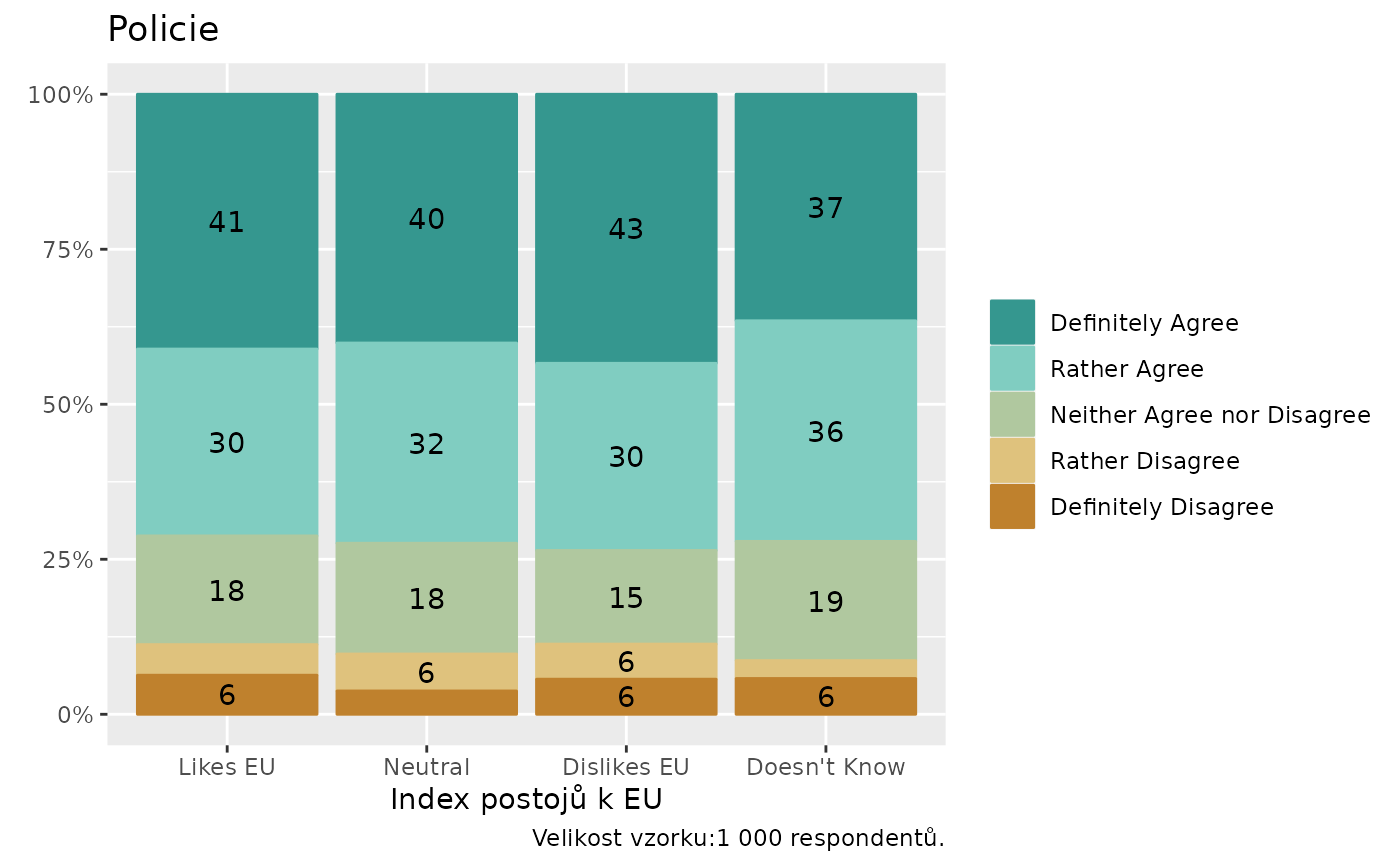 Policie
100%
75%
50%
25%
0%
41
40
43
37
30
32
30
36
18
18
15
19
6
6
6
6
6
Likes EU
Neutral
Dislikes EU
Doesn't Know
Index postojů k EU
Velikost vzorku:1 000 respondentů.
Definitely Agree
Rather Agree
Neither Agree nor Disagree
Rather Disagree
Definitely Disagree